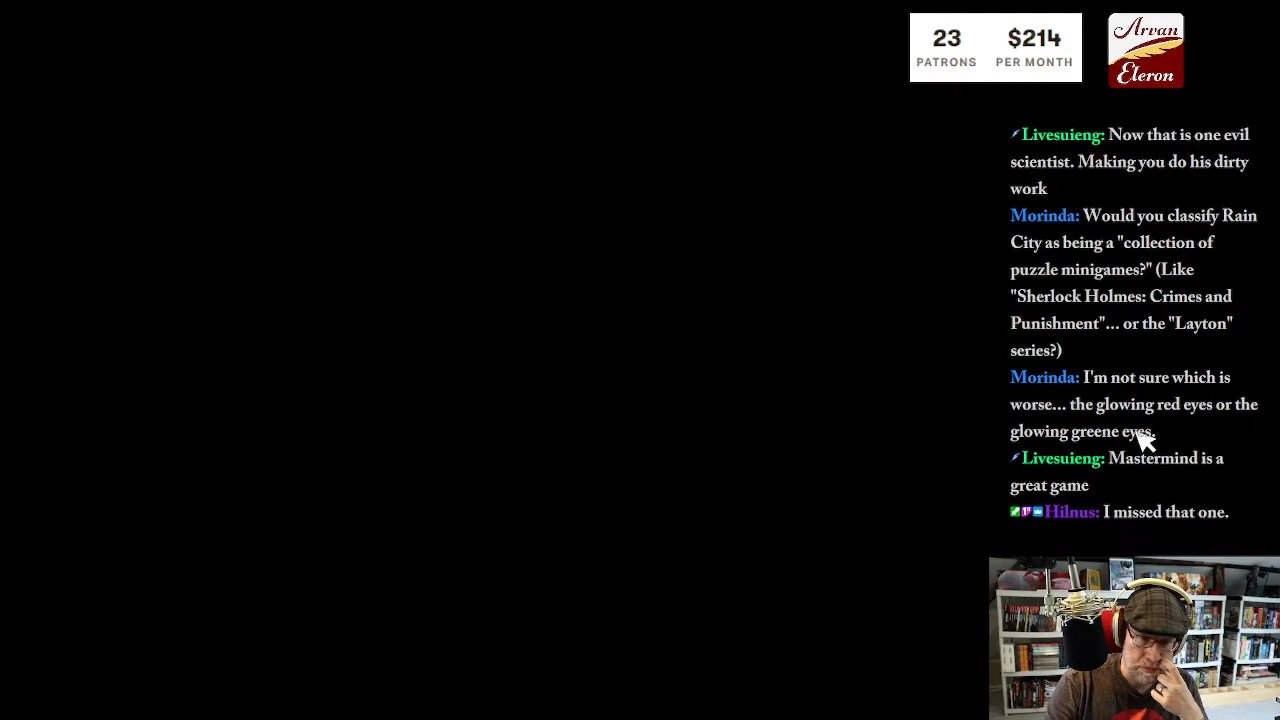 23
$214
PATRONS
PER MONTH
Arvan
Eleron
Livesuieng: Now that is one evil
scientist. Making you do his dirty
work
Morinda: Would you classify Rain
City as being a "collection of
puzzle minigames?" (Like
"Sherlock Holmes: Crimes and
Punishment"... or the "Layton"
series?)
Morinda: I'm not sure which is
worse... the glowing red eyes or the
glowing greene eyes.
Livesuieng: Mastermind is a
great game
Hilnus: I missed that one.